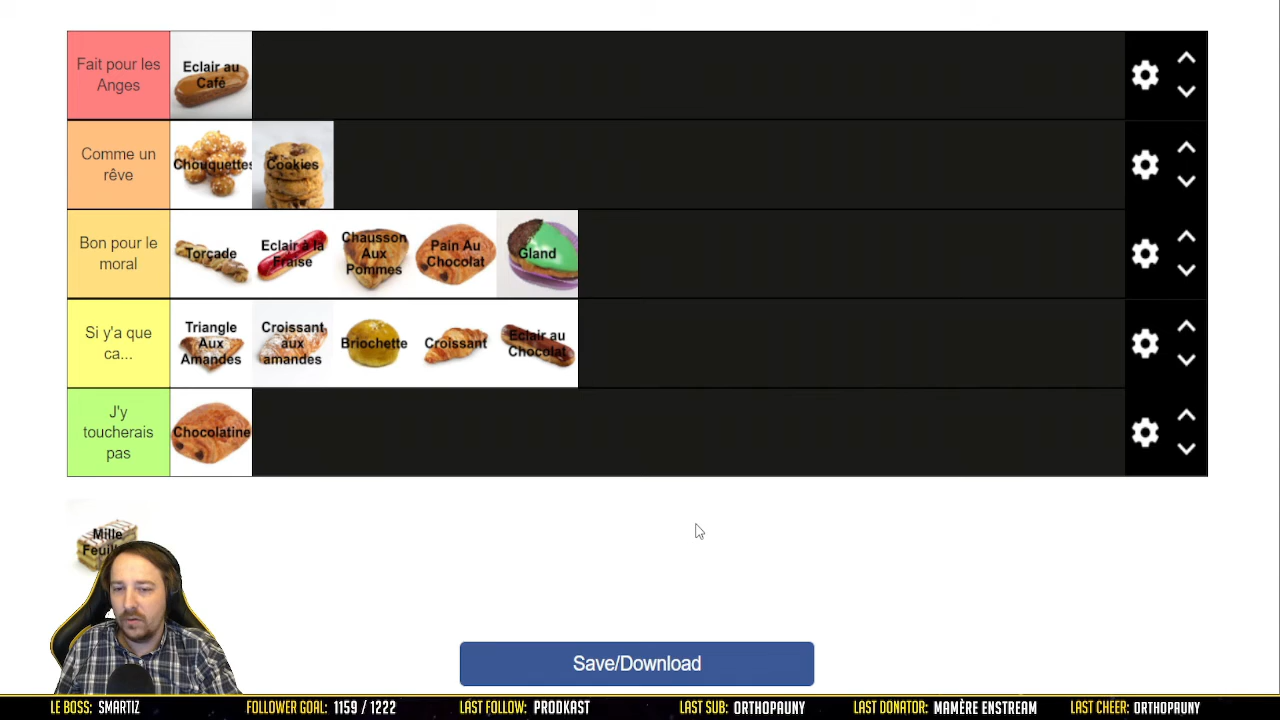 Fait pour les
Anges
Eclair au
Café
Comme un
rêve
Chouquettes
Cookies
Bon pour le
moral
Torçade
Eclair à la
Fraise
Chausson
Aux
Pommes
Pain Au
Chocolat
Gland
Si y'a que
ca...
Triangle
Aux
Amandes
Croissant
aux
amandes
Briochette
Croissant
Eclair au
Chocolat
J'y
toucherais
pas
Chocolatine
Mille
Save/Download
LE BOSS: SMARTIZ
FOLLOWER GOAL: 1159 / 1222
LAST FOLLOW: PRODKAST
LAST SUB: ORTHOPAUNY
LAST DONATOR: MAMÈRE ENSTREAM
LAST CHEER: ORTHOPAUNY